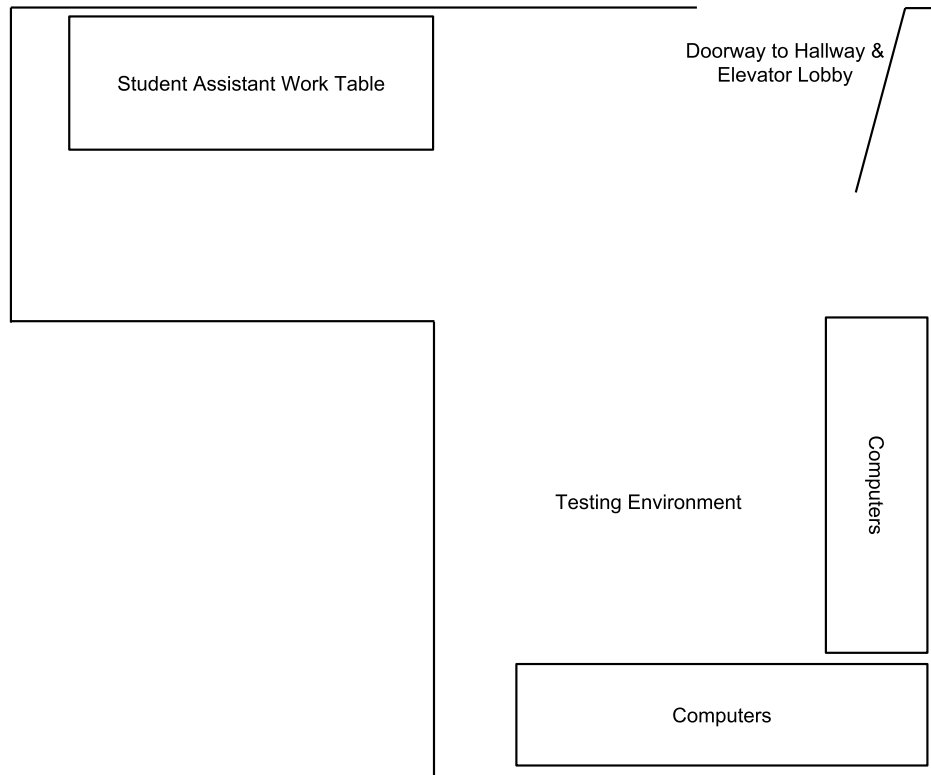 Doorway to Hallway &
Elevator Lobby
Student Assistant Work Table
Computers
Testing Environment
Computers